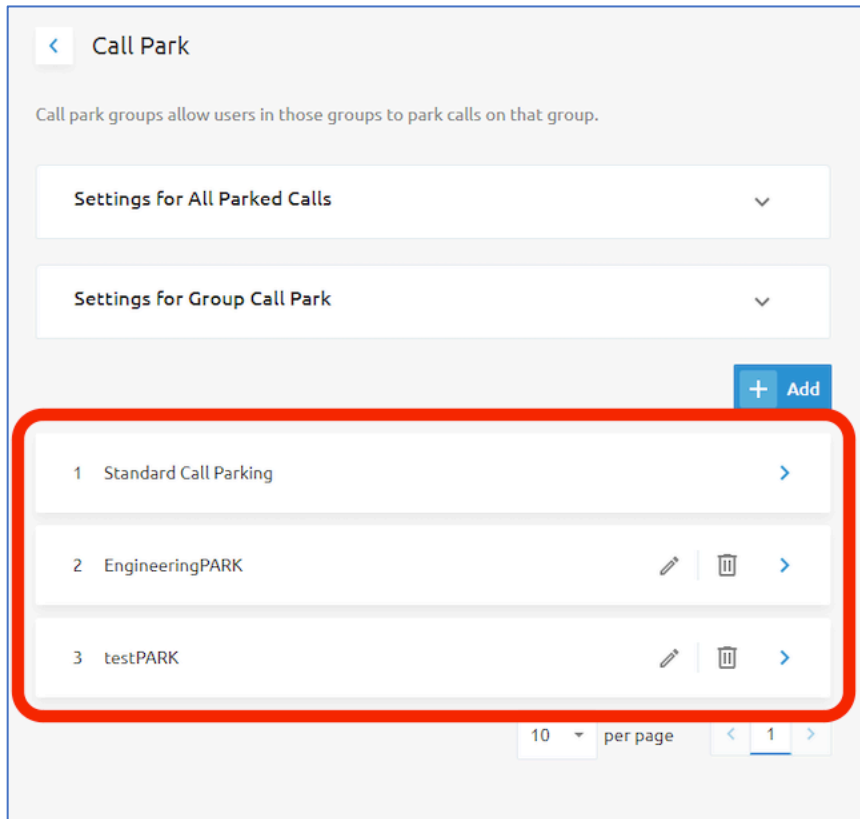 Call Park
Call park groups allow users in those groups to park calls on that group.
Settings for All Parked Calls
Settings for Group Call Park
+ Add
1 Standard Call Parking
2 EngineeringPARK
3 testPARK
10 per page < 1 >